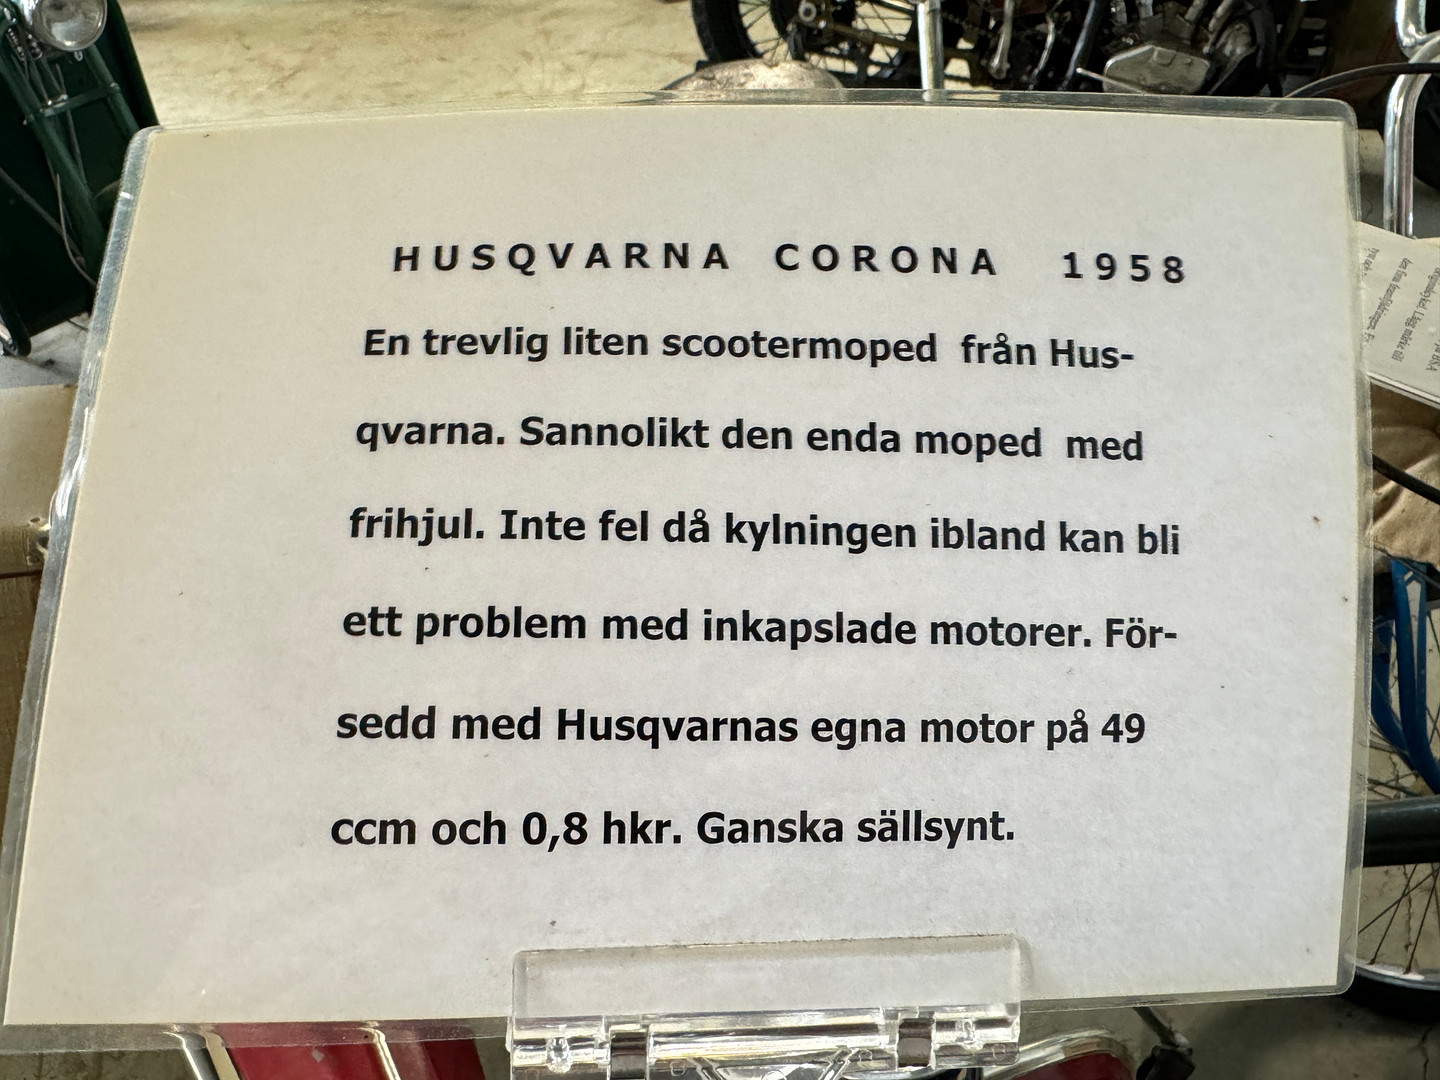 HUSQVARNA CORONA 1958
En trevlig liten scootermoped från Hus-
qvarna. Sannolikt den enda moped med
frihjul. Inte fel då kylningen ibland kan bli
ett problem med inkapslade motorer. För-
sedd med Husqvarnas egna motor på 49
ccm och 0,8 hkr. Ganska sällsynt.